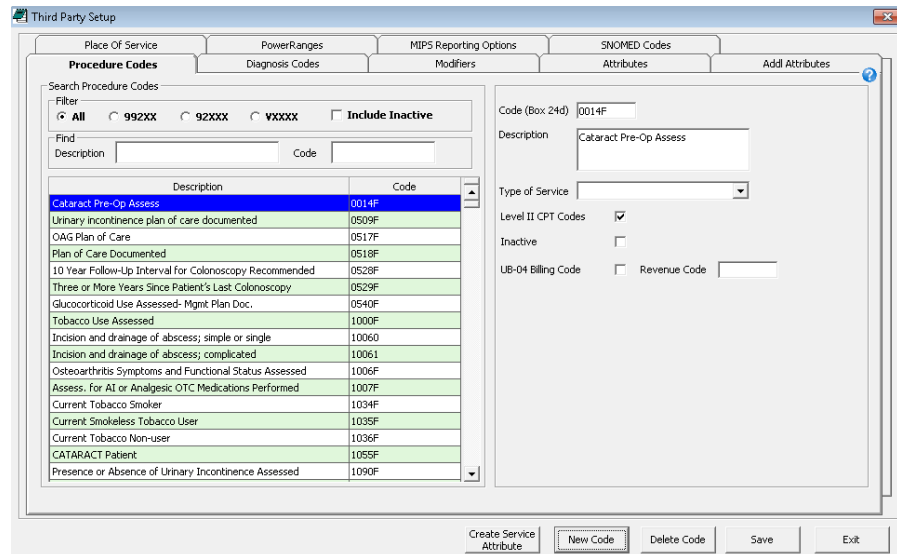 Third Party Setup
Place Of Service PowerRanges MIPS Reporting Options SNOMED Codes
Procedure Codes Diagnosis Codes Modifiers Attributes Addl Attributes
Search Procedure Codes
Filter
All 992XX 92XXX VXXXX Include Inactive
Find
Description Code
Description Code
Cataract Pre-Op Assess 0014F
Urinary incontinence plan of care documented 0509F
OAG Plan of Care 0517F
Plan of Care Documented 0518F
10 Year Follow-Up Interval for Colonoscopy Recommended 0528F
Three or More Years Since Patient's Last Colonoscopy 0529F
Glucocorticoid Use Assessed- Mgmt Plan Doc. 0540F
Tobacco Use Assessed 1000F
Incision and drainage of abscess; simple or single 10060
Incision and drainage of abscess; complicated 10061
Osteoarthritis Symptoms and Functional Status Assessed 1006F
Assess. for AI or Analgesic OTC Medications Performed 1007F
Current Tobacco Smoker 1034F
Current Smokeless Tobacco User 1035F
Current Tobacco Non-user 1036F
CATARACT Patient 1055F
Presence or Absence of Urinary Incontinence Assessed 1090F
Code (Box 24d) 0014F
Description Cataract Pre-Op Assess
Type of Service
Level II CPT Codes
Inactive
UB-04 Billing Code Revenue Code
Create Service Attribute New Code Delete Code Save Exit